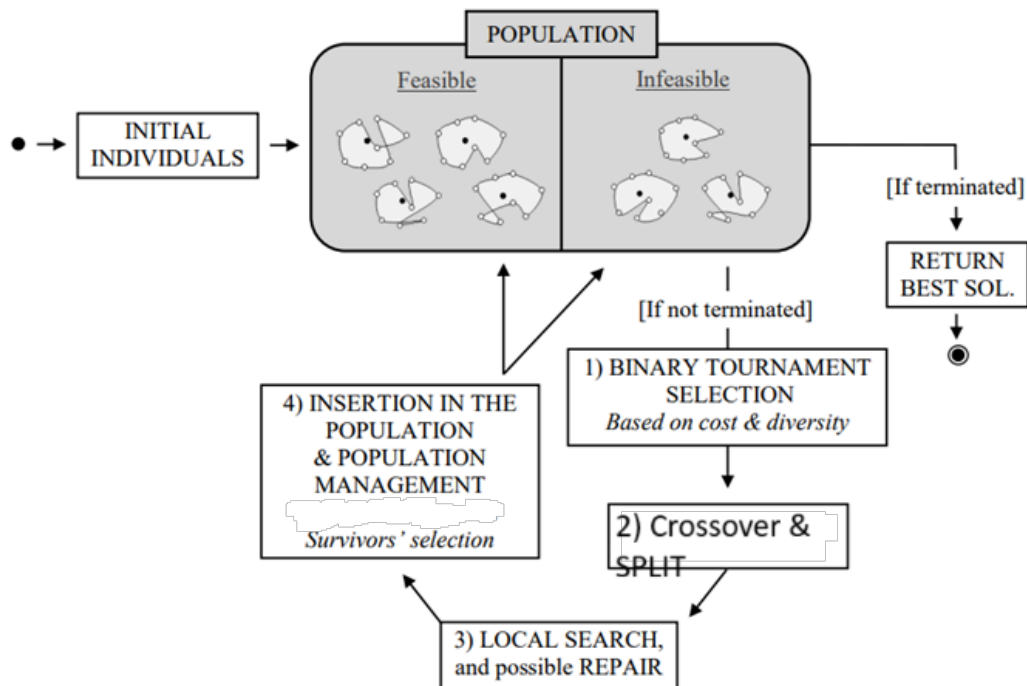 POPULATION
Feasible
Infeasible
INITIAL
INDIVIDUALS
[If terminated]
RETURN
BEST SOL.
[If not terminated]
1) BINARY TOURNAMENT
SELECTION
Based on cost & diversity
2) Crossover &
SPLIT
3) LOCAL SEARCH,
and possible REPAIR
4) INSERTION IN THE
POPULATION
& POPULATION
MANAGEMENT
Survivors’ selection